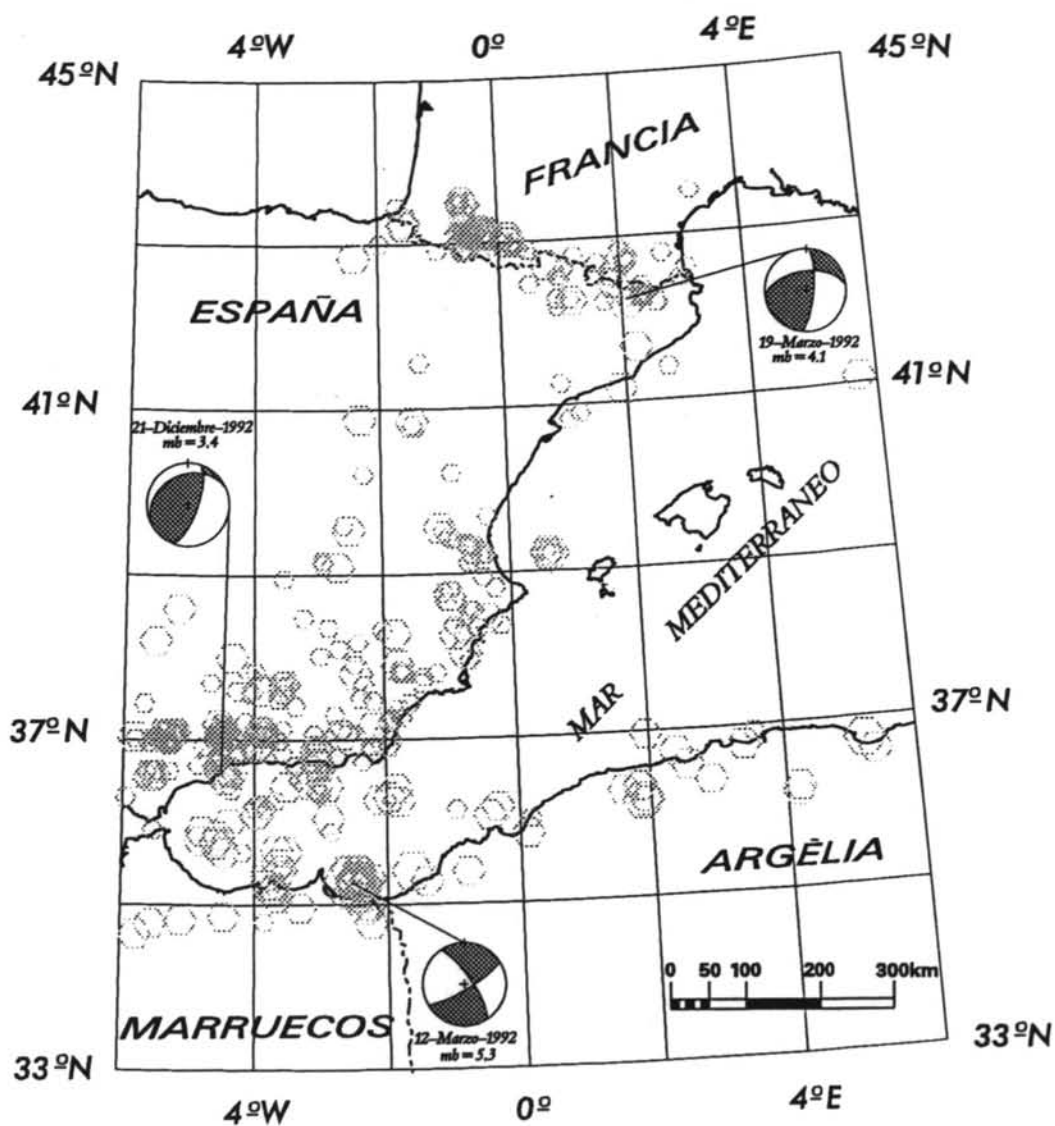 4ºW
0º
4ºE
45ºN
45ºN
FRANCIA
ESPAÑA
19–Marzo–1992
mb = 4.1
41ºN
41ºN
21–Diciembre–1992
mb = 3.4
MAR MEDITERRANEO
37ºN
37ºN
ARGÈLIA
0 50 100 200 300km
MARRUECOS
12–Marzo–1992
mb = 5.3
33ºN
33ºN
4ºW
0º
4ºE